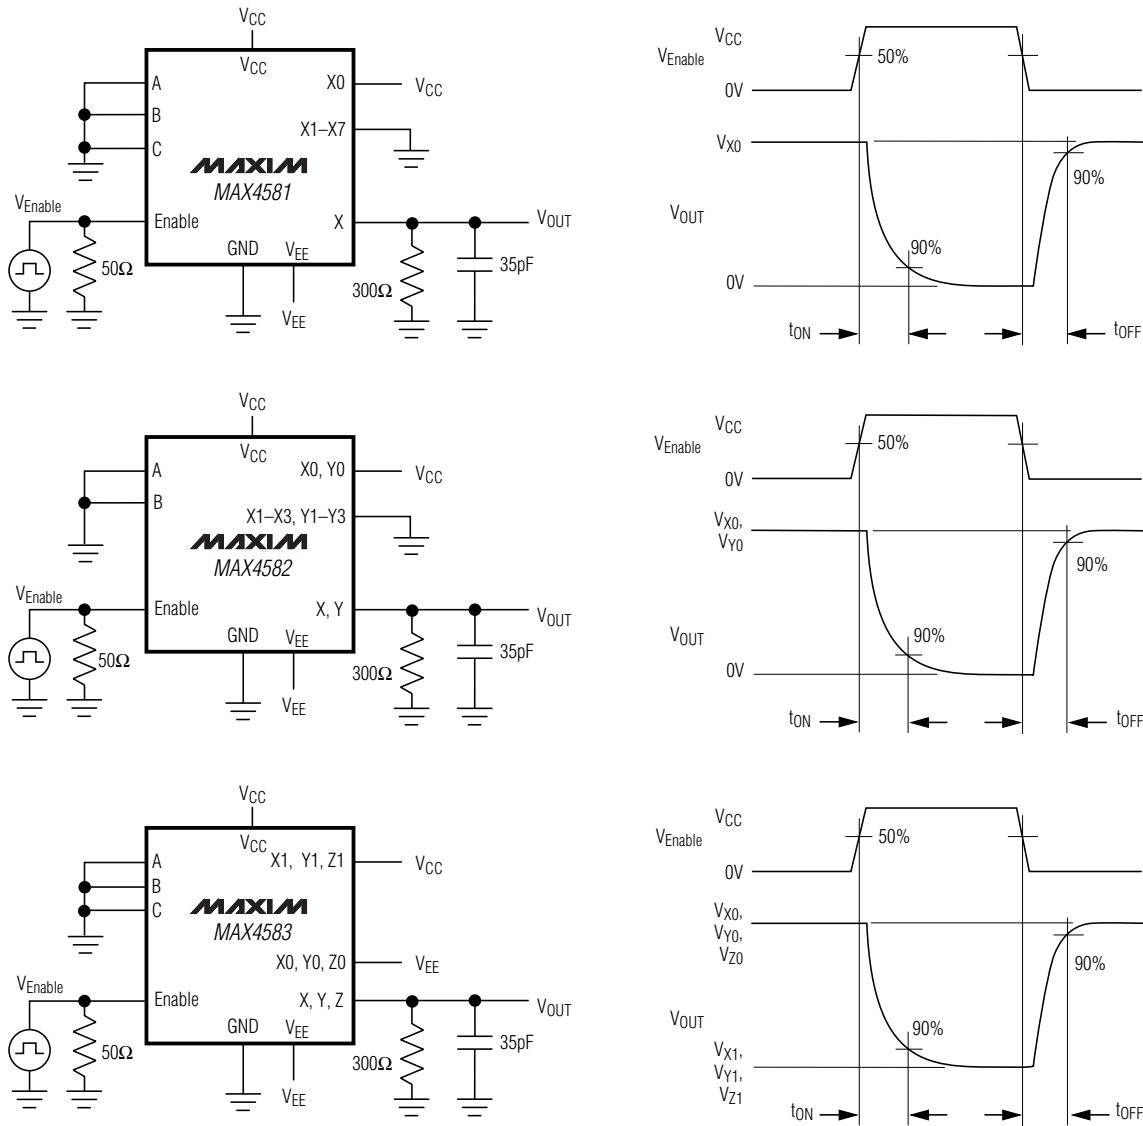 VCC
VCC
A
X0
VCC
B
X1–X7
C
MAXIM
MAX4581
VEnable
Enable
X
VOUT
50Ω
GND
VEE
300Ω
35pF
VEE
VCC
VEnable
50%
0V
VX0
90%
VOUT
90%
0V
tON
tOFF
VCC
VCC
A
X0, Y0
VCC
B
X1–X3, Y1–Y3
MAXIM
MAX4582
VEnable
Enable
X, Y
VOUT
50Ω
GND
VEE
300Ω
35pF
VEE
VCC
VEnable
50%
0V
VX0,
VY0
90%
VOUT
90%
0V
tON
tOFF
VCC
VCC
A
X1, Y1, Z1
VCC
B
C
MAXIM
MAX4583
X0, Y0, Z0
VEE
VEnable
Enable
X, Y, Z
VOUT
50Ω
GND
VEE
300Ω
35pF
VEE
VCC
VEnable
50%
0V
VX0,
VY0,
VZ0
90%
VOUT
90%
VX1,
VY1,
VZ1
tON
tOFF